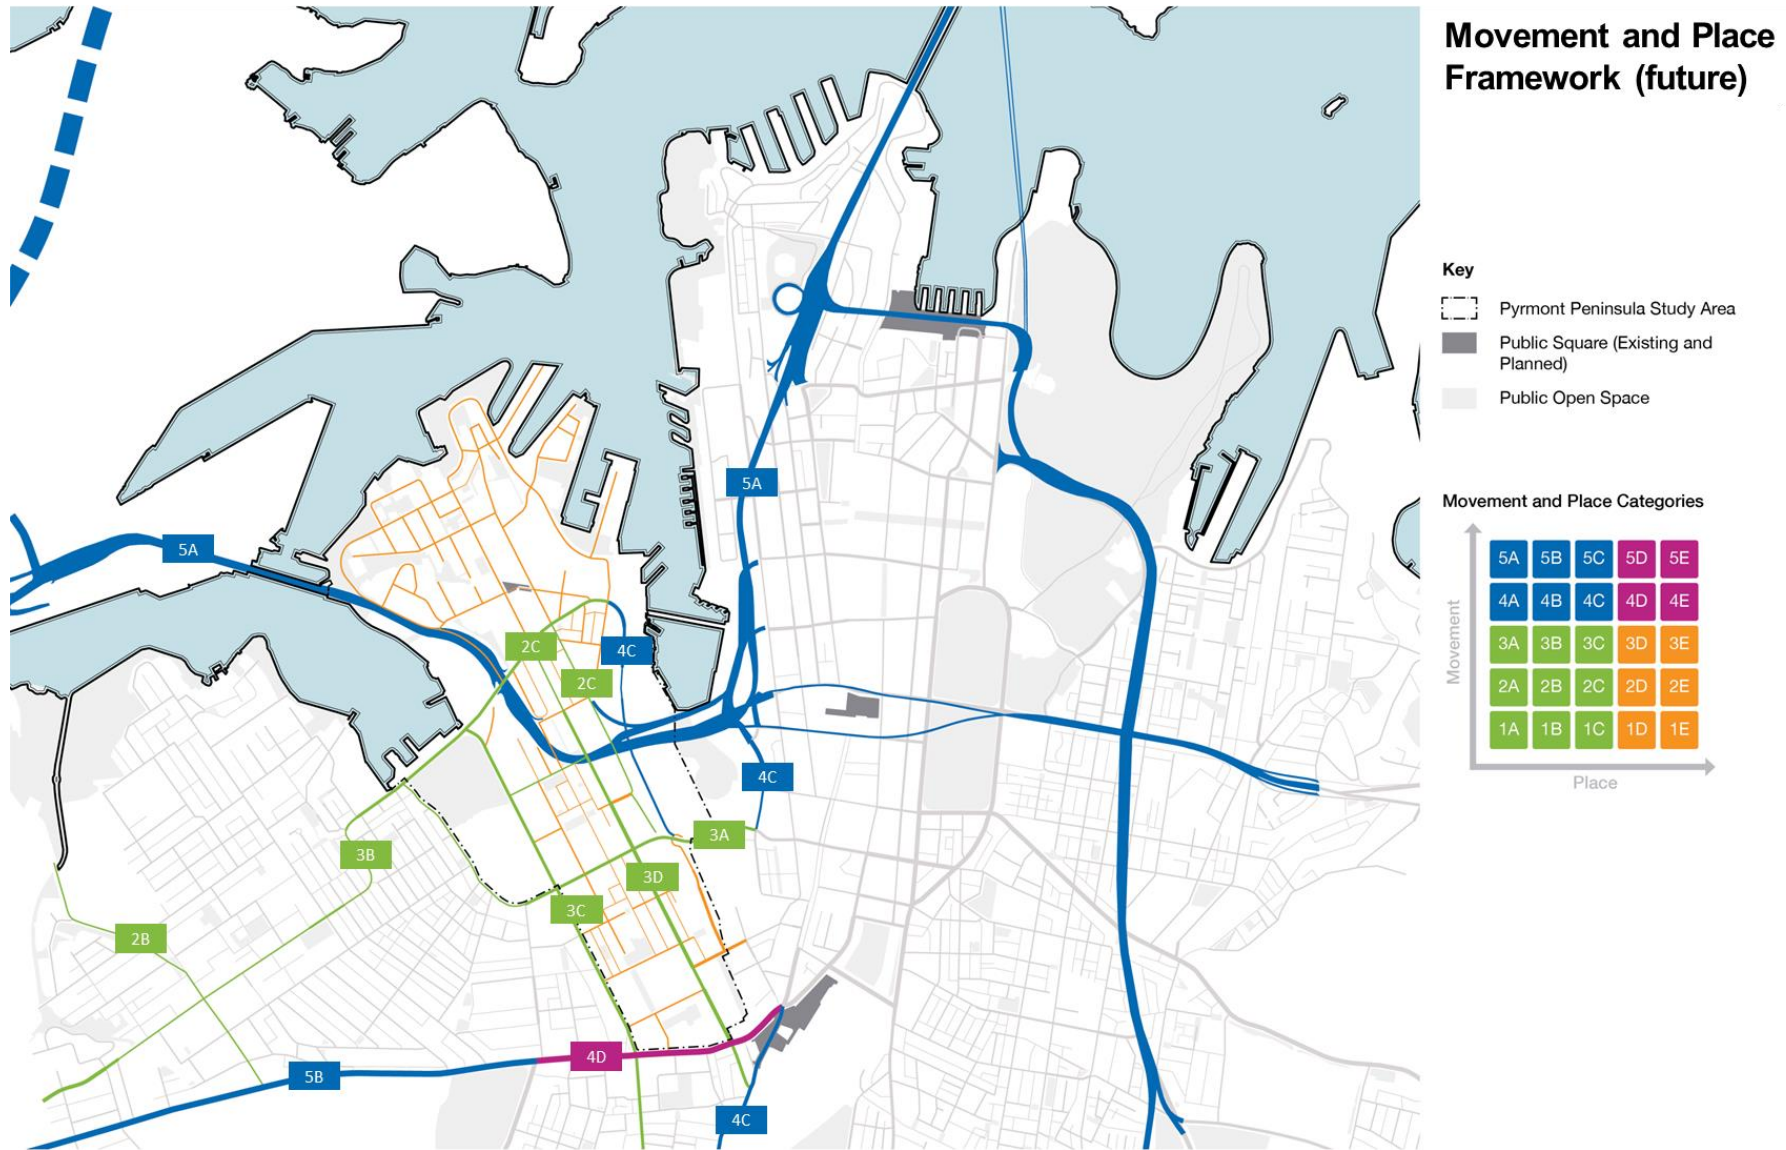 Movement and Place
Framework (future)
Key
Pyrmont Peninsula Study Area
Public Square (Existing and
Planned)
Public Open Space
Movement and Place Categories
5A 5B 5C 5D 5E
4A 4B 4C 4D 4E
3A 3B 3C 3D 3E
2A 2B 2C 2D 2E
1A 1B 1C 1D 1E
Movement
Place
5A
5A
2C
4C
2C
4C
3A
3B
3D
3C
2B
4D
5B
4C